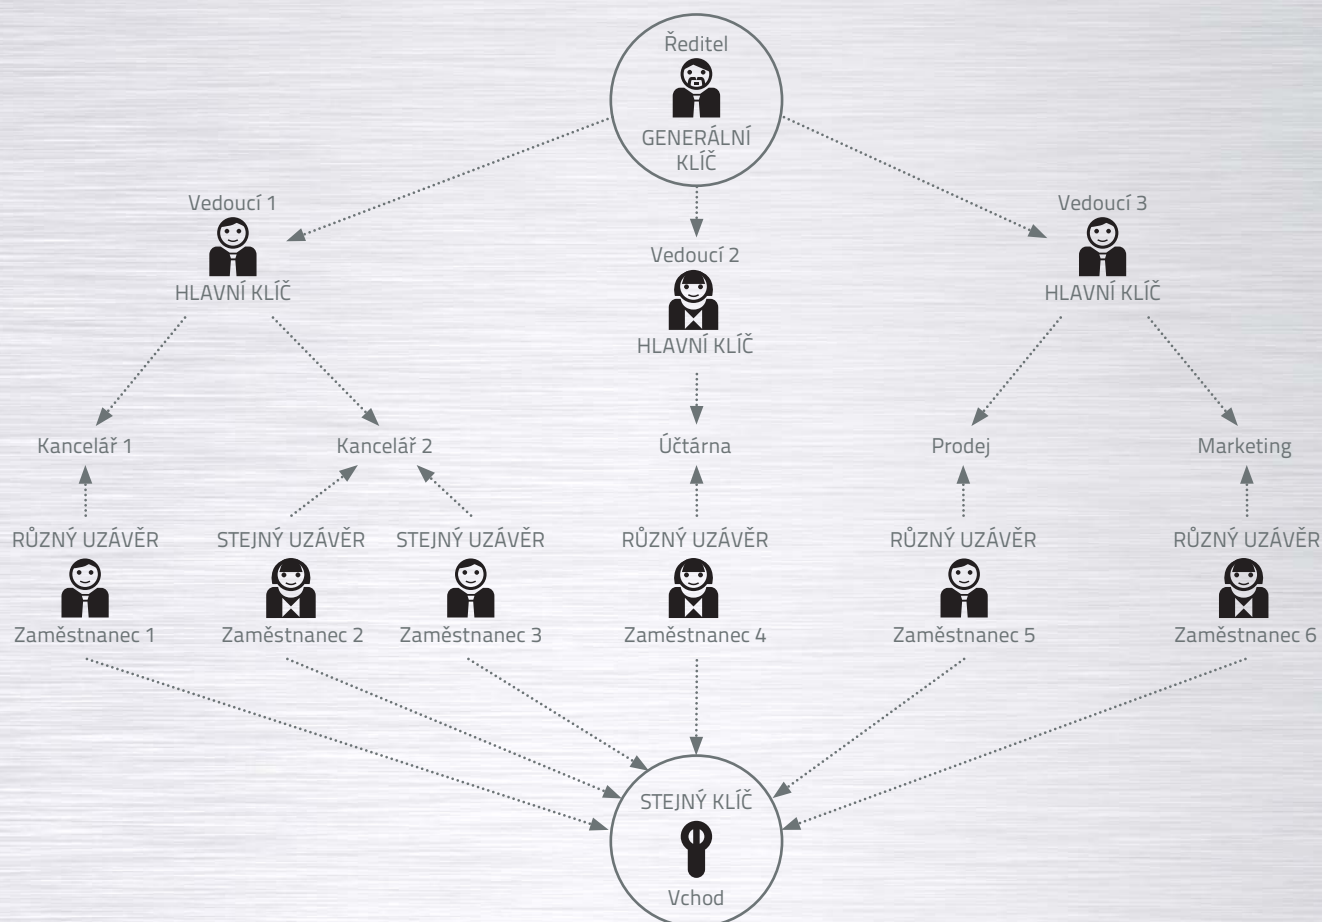 Ředitel
GENERÁLNÍ
KLÍČ
Vedoucí 1
HLAVNÍ KLÍČ
Vedoucí 2
HLAVNÍ KLÍČ
Vedoucí 3
HLAVNÍ KLÍČ
Kancelář 1
Kancelář 2
Účtárna
Prodej
Marketing
RŮZNÝ UZÁVĚR
STEJNÝ UZÁVĚR
STEJNÝ UZÁVĚR
RŮZNÝ UZÁVĚR
RŮZNÝ UZÁVĚR
RŮZNÝ UZÁVĚR
Zaměstnanec 1
Zaměstnanec 2
Zaměstnanec 3
Zaměstnanec 4
Zaměstnanec 5
Zaměstnanec 6
STEJNÝ KLÍČ
Vchod